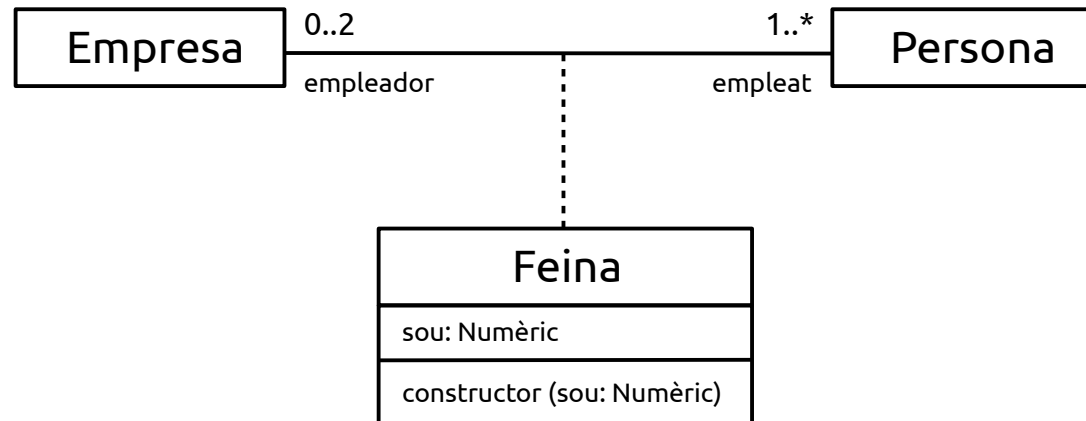 Empresa
0..2
1..*
Persona
empleador
empleat
Feina
sou: Numèric
constructor (sou: Numèric)